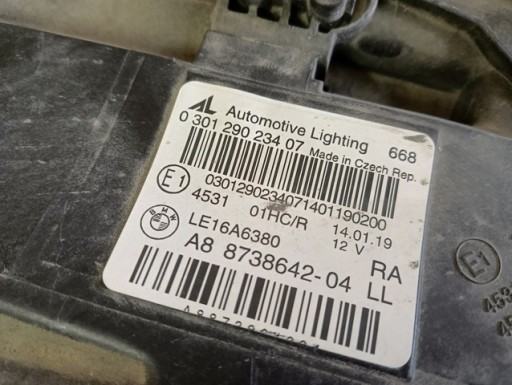 AL Automotive Lighting 668
0 301 290 234 07 Made in Czech Rep.
0301290234071401190200
E1 4531 01HC/R 14.01.19
BMW LE16A6380 12 V
A8 8738642-04 RA
LL
E1